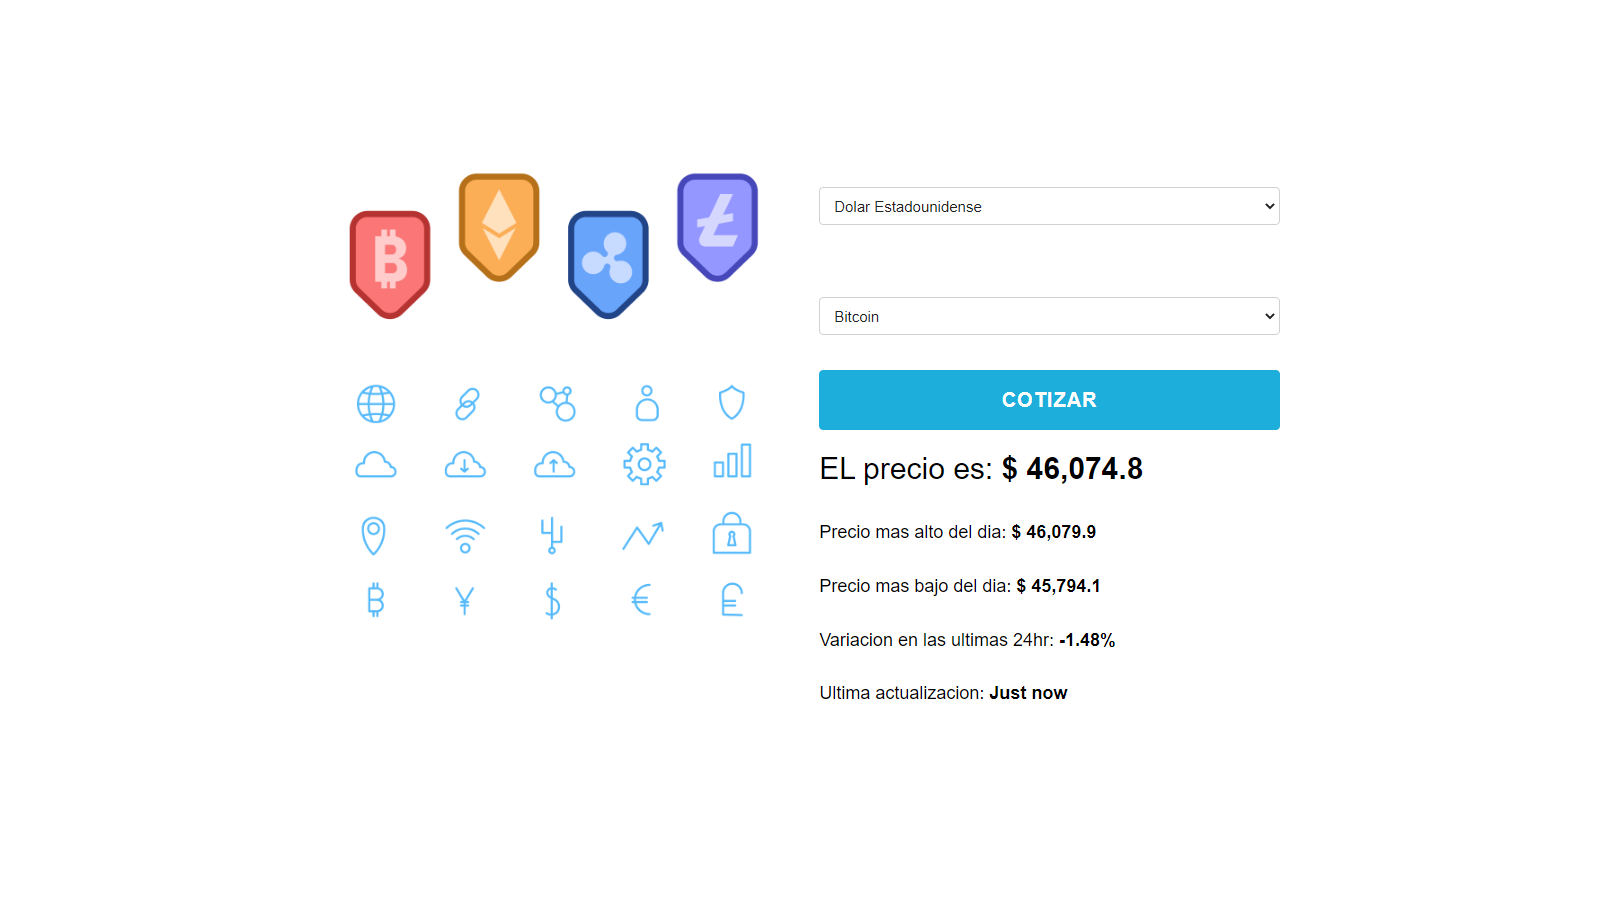 Dolar Estadounidense
Bitcoin
COTIZAR
EL precio es: $ 46,074.8
Precio mas alto del dia: $ 46,079.9
Precio mas bajo del dia: $ 45,794.1
Variacion en las ultimas 24hr: -1.48%
Ultima actualizacion: Just now